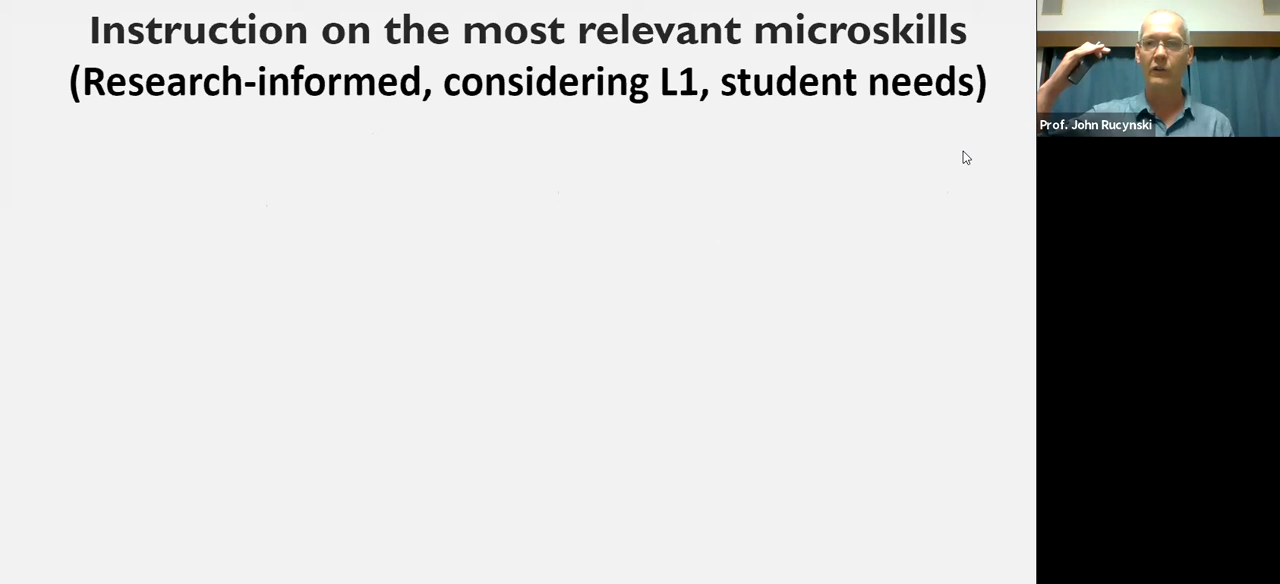 Instruction on the most relevant microskills
(Research-informed, considering L1, student needs)
Prof. John Rucynski